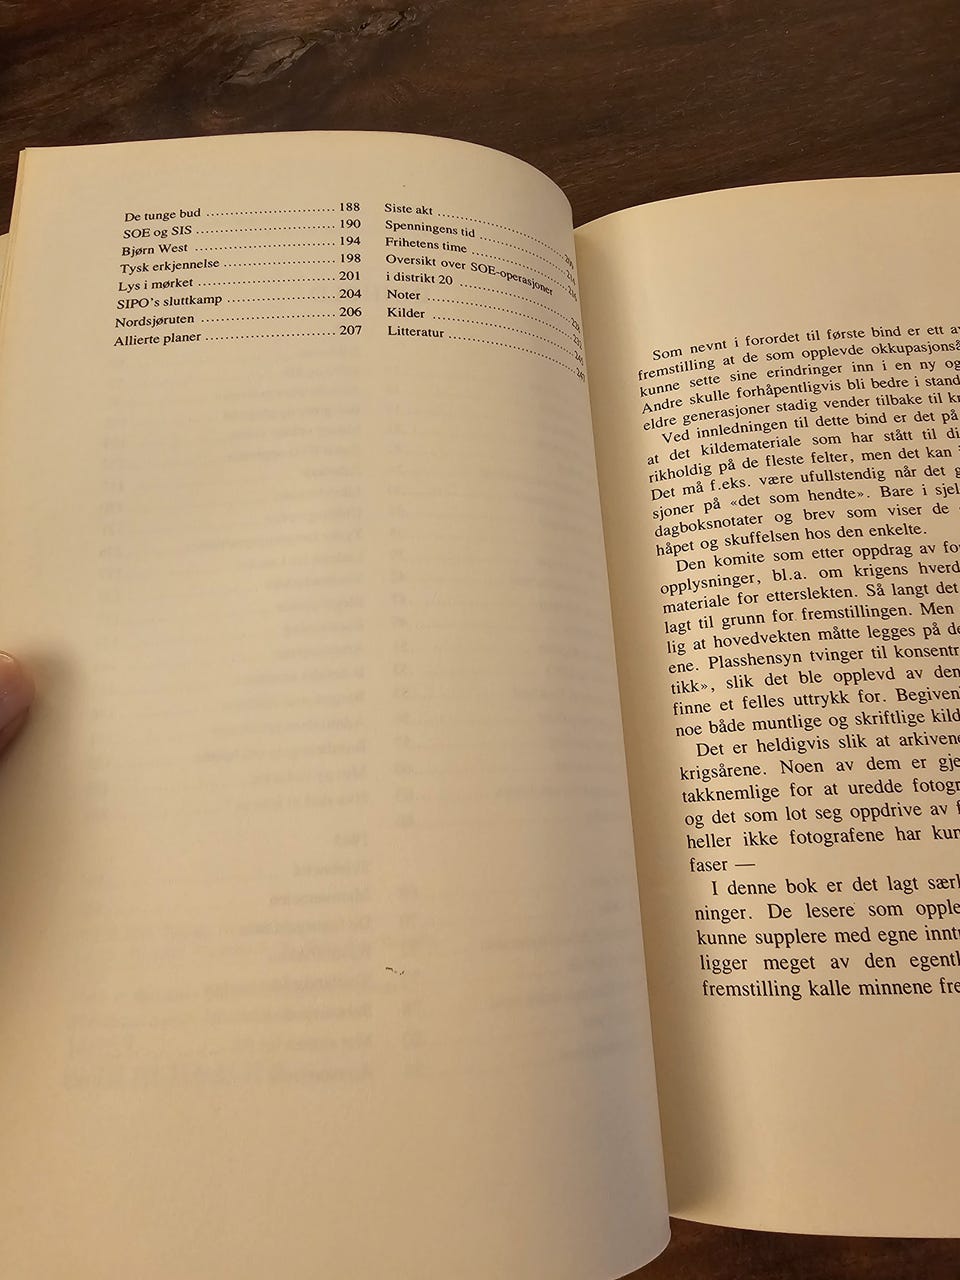 De tunge bud .............................. 188
SOE og SIS ................................ 190
Bjørn West ................................ 194
Tysk erkjennelse ......................... 198
Lys i mørket .............................. 201
SIPO's sluttkamp ......................... 204
Nordsjøruten .............................. 206
Allierte planer ............................ 207
Siste akt ..............................
Spenningens tid ......................
Frihetens time ........................
Oversikt over SOE-operasjoner
i distrikt 20 ..........................
Noter ..................................
Kilder .................................
Litteratur ............................. 247
Som nevnt i forordet til første bind er ett av
fremstilling at de som opplevde okkupasjonså
kunne sette sine erindringer inn i en ny og
Andre skulle forhåpentligvis bli bedre i stand
eldre generasjoner stadig vender tilbake til kr
Ved innledningen til dette bind er det på
at det kildemateriale som har stått til di
rikholdig på de fleste felter, men det kan
Det må f.eks. være ufullstendig når det g
sjoner på «det som hendte». Bare i sjel
dagboksnotater og brev som viser de
håpet og skuffelsen hos den enkelte.
Den komite som etter oppdrag av fo
opplysninger, bl.a. om krigens hverd
materiale for etterslekten. Så langt det
lagt til grunn for fremstillingen. Men
lig at hovedvekten måtte legges på de
ene. Plasshensyn tvinger til konsentr
tikk», slik det ble opplevd av den
finne et felles uttrykk for. Begiven
noe både muntlige og skriftlige kild
Det er heldigvis slik at arkivene
krigsårene. Noen av dem er gje
takknemlige for at uredde fotogr
og det som lot seg oppdrive av f
heller ikke fotografene har kun
faser —
I denne bok er det lagt særl
ninger. De lesere som opple
kunne supplere med egne inntr
ligger meget av den egentl
fremstilling kalle minnene fre